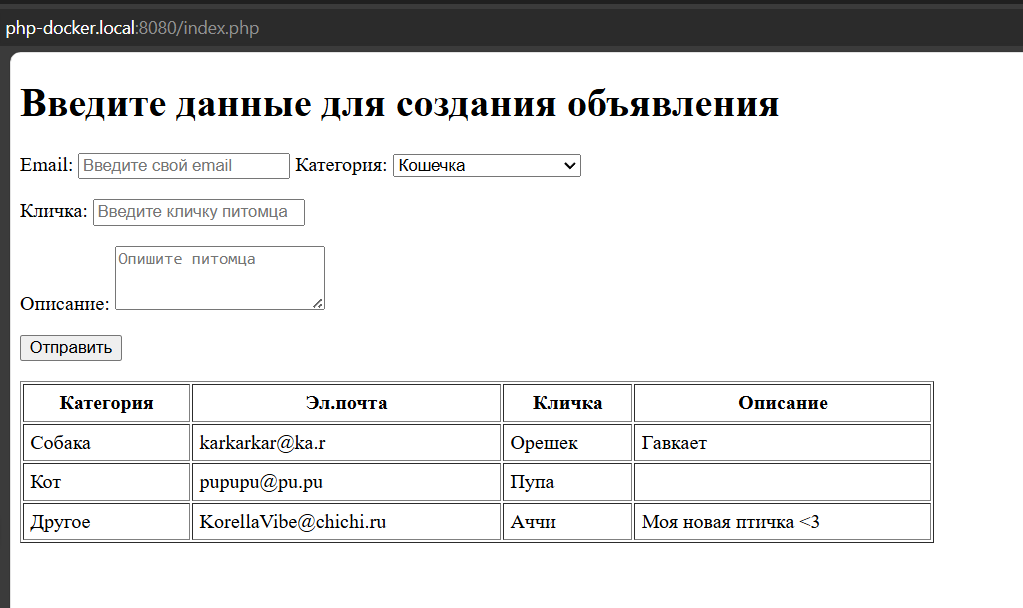 php-docker.local:8080/index.php
Введите данные для создания объявления
Email: Введите свой email Категория: Кошечка
Кличка: Введите кличку питомца
Опишите питомца
Описание:
Отправить
Категория Эл.почта Кличка Описание
Собака karkarkar@ka.r Орешек Гавкает
Кот pupupu@pu.pu Пупа
Другое KorellaVibe@chichi.ru Аччи Моя новая птичка <3